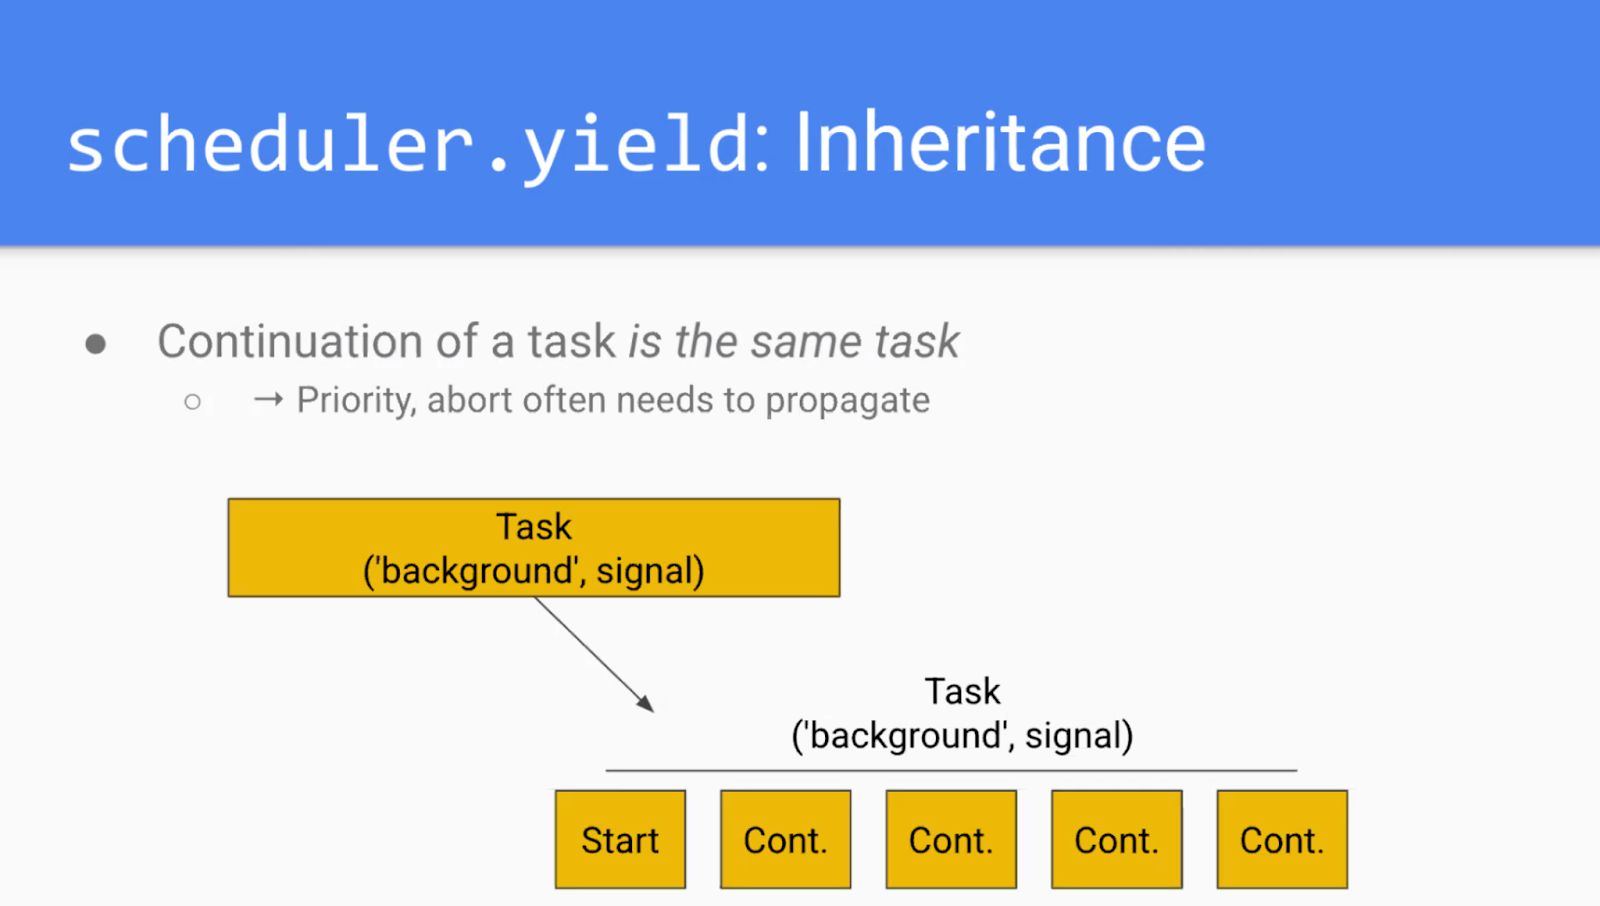 scheduler.yield: Inheritance
● Continuation of a task is the same task
○ → Priority, abort often needs to propagate
Task
('background', signal)
Task
('background', signal)
Start
Cont.
Cont.
Cont.
Cont.